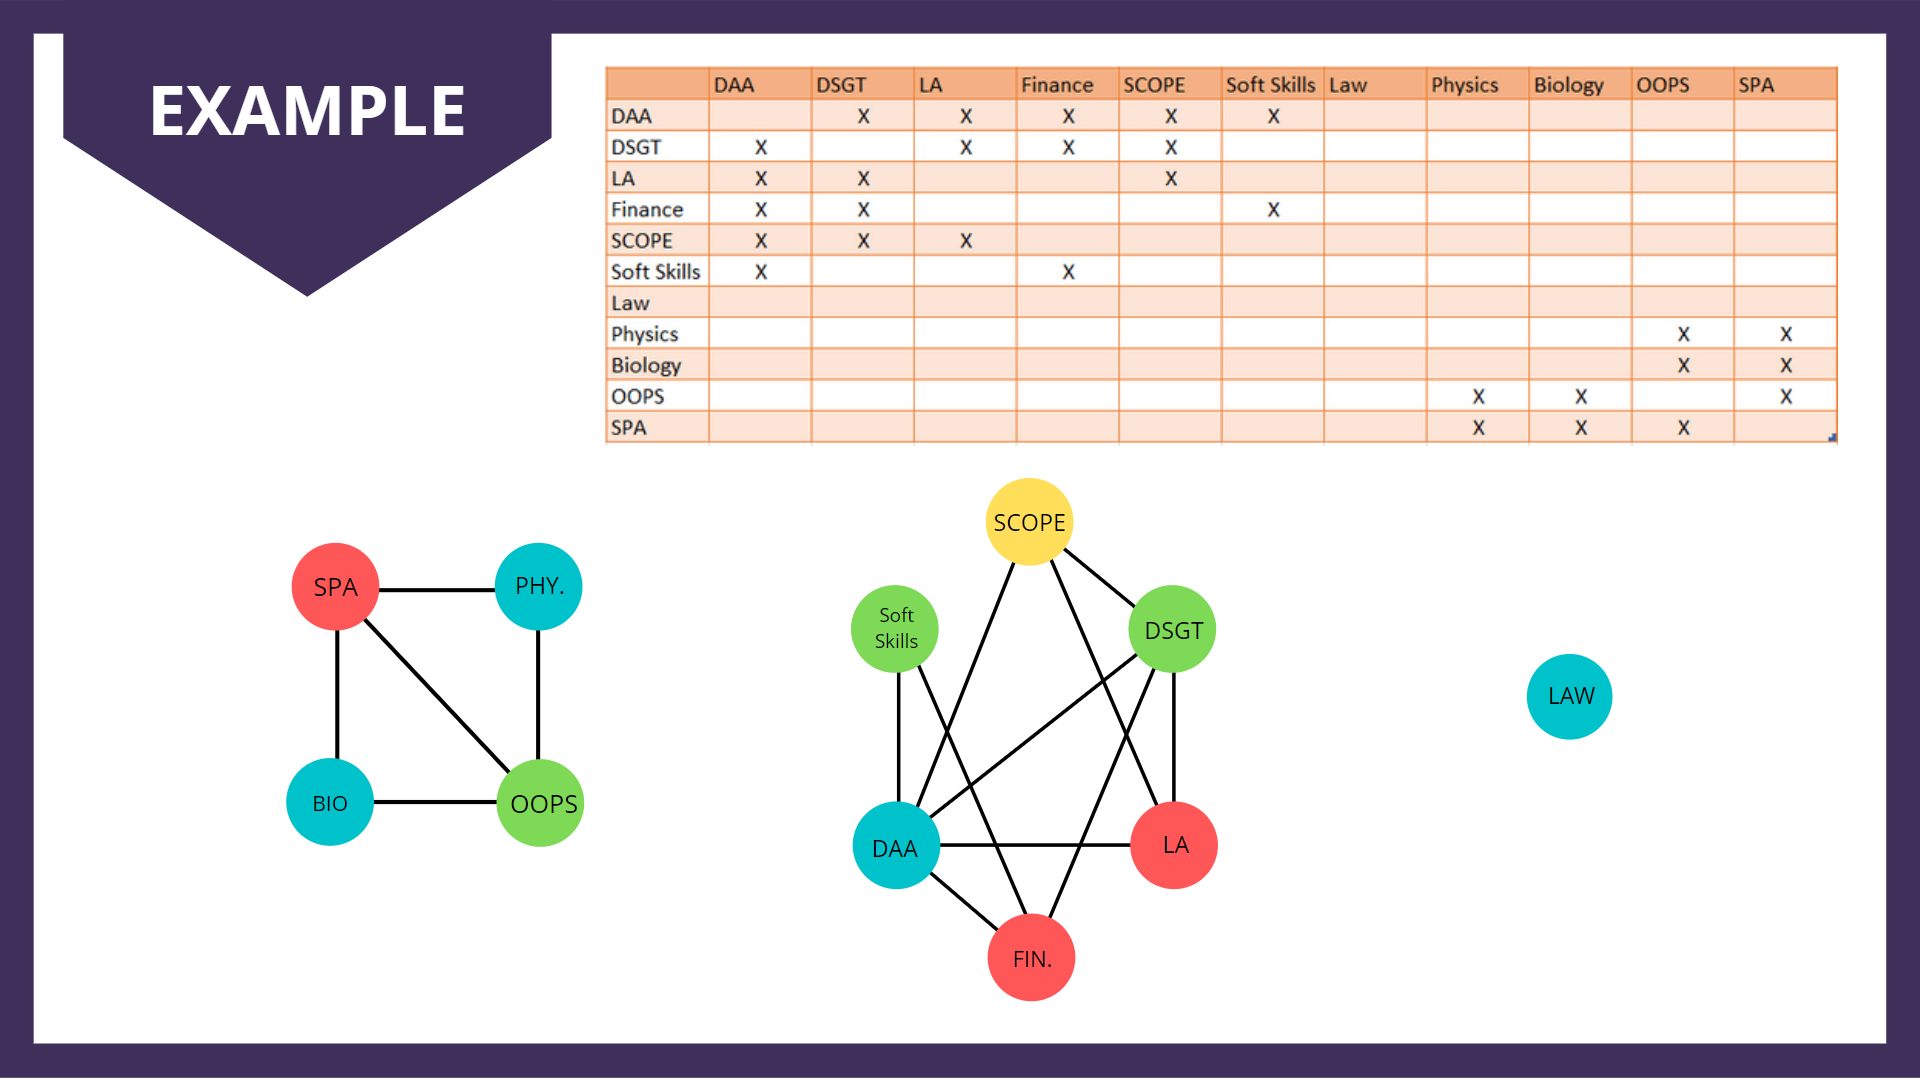 EXAMPLE
DAA DSGT LA Finance SCOPE Soft Skills Law Physics Biology OOPS SPA
DAA X X X X X
DSGT X X X X
LA X X X
Finance X X X
SCOPE X X X
Soft Skills X X
Law
Physics X X
Biology X X
OOPS X X X
SPA X X X
SPA
PHY.
BIO
OOPS
SCOPE
Soft
Skills
DSGT
DAA
LA
FIN.
LAW